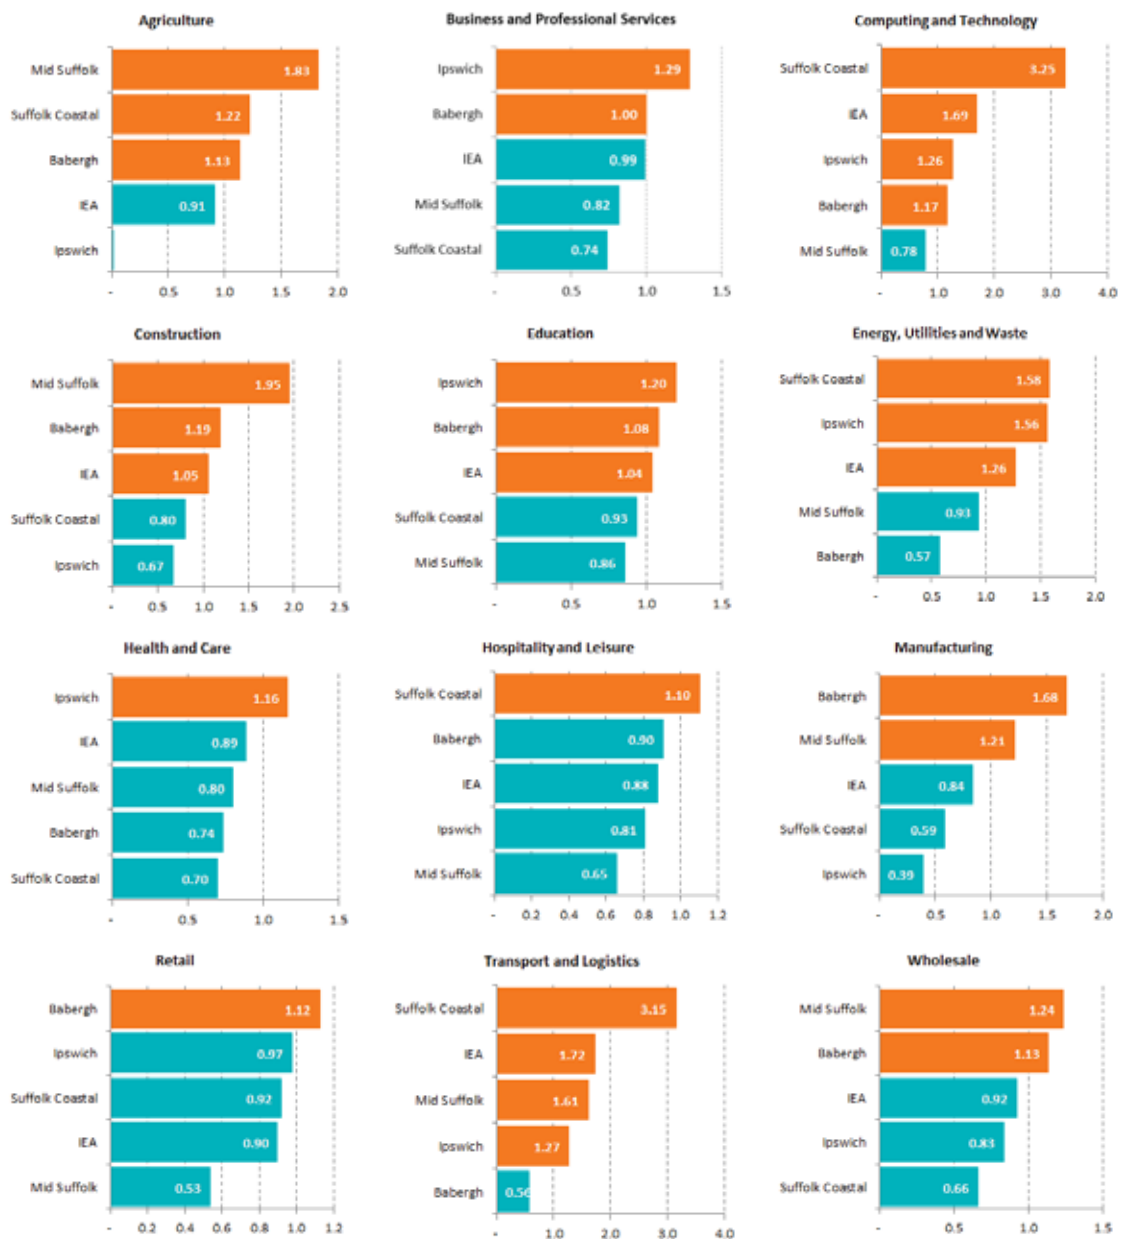 Agriculture
Mid Suffolk 1.83
Suffolk Coastal 1.22
Babergh 1.13
IEA 0.91
Ipswich
- 0.5 1.0 1.5 2.0
Business and Professional Services
Ipswich 1.29
Babergh 1.00
IEA 0.99
Mid Suffolk 0.82
Suffolk Coastal 0.74
- 0.5 1.0 1.5
Computing and Technology
Suffolk Coastal 3.25
IEA 1.69
Ipswich 1.26
Babergh 1.17
Mid Suffolk 0.78
- 1.0 2.0 3.0 4.0
Construction
Mid Suffolk 1.95
Babergh 1.19
IEA 1.05
Suffolk Coastal 0.80
Ipswich 0.67
- 0.5 1.0 1.5 2.0 2.5
Education
Ipswich 1.20
Babergh 1.08
IEA 1.04
Suffolk Coastal 0.93
Mid Suffolk 0.86
- 0.5 1.0 1.5
Energy, Utilities and Waste
Suffolk Coastal 1.58
Ipswich 1.56
IEA 1.26
Mid Suffolk 0.93
Babergh 0.57
- 0.5 1.0 1.5 2.0
Health and Care
Ipswich 1.16
IEA 0.89
Mid Suffolk 0.80
Babergh 0.74
Suffolk Coastal 0.70
- 0.5 1.0 1.5
Hospitality and Leisure
Suffolk Coastal 1.10
Babergh 0.90
IEA 0.88
Ipswich 0.81
Mid Suffolk 0.65
- 0.2 0.4 0.6 0.8 1.0 1.2
Manufacturing
Babergh 1.68
Mid Suffolk 1.21
IEA 0.84
Suffolk Coastal 0.59
Ipswich 0.39
- 0.5 1.0 1.5 2.0
Retail
Babergh 1.12
Ipswich 0.97
Suffolk Coastal 0.92
IEA 0.90
Mid Suffolk 0.53
- 0.2 0.4 0.6 0.8 1.0 1.2
Transport and Logistics
Suffolk Coastal 3.15
IEA 1.72
Mid Suffolk 1.61
Ipswich 1.27
Babergh 0.56
- 1.0 2.0 3.0 4.0
Wholesale
Mid Suffolk 1.24
Babergh 1.13
IEA 0.92
Ipswich 0.83
Suffolk Coastal 0.66
- 0.5 1.0 1.5